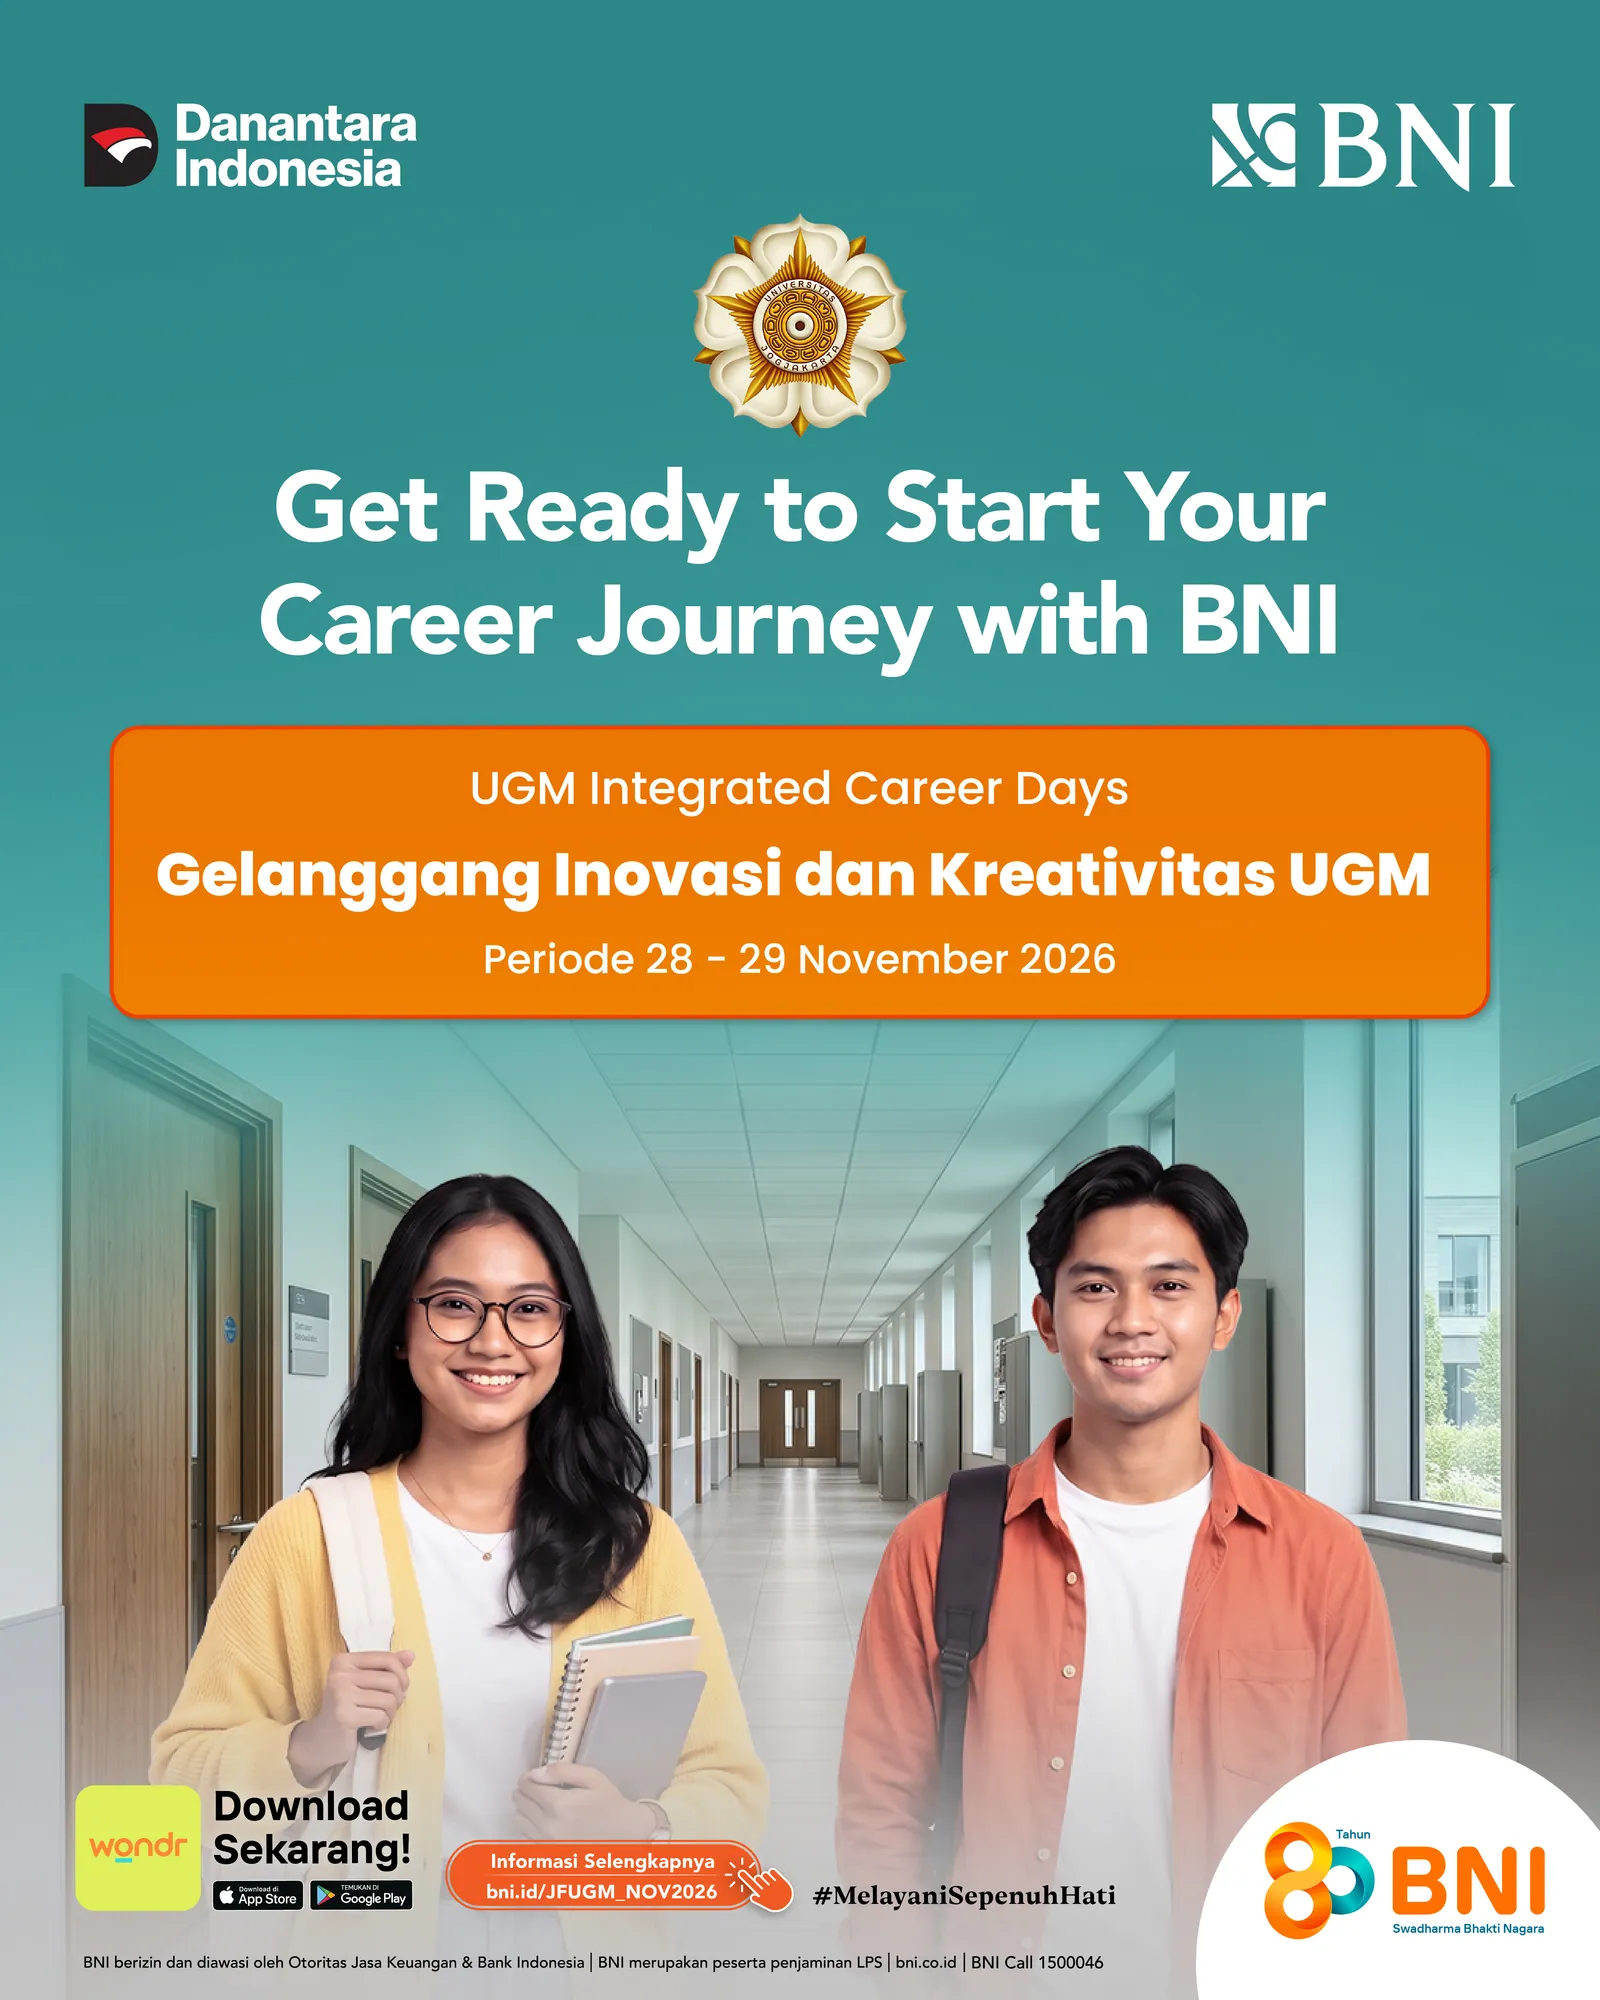 Danantara
Indonesia
BNI
UNIVERSITAS
GADJAH MADA
JOGJAKARTA
Get Ready to Start Your
Career Journey with BNI
UGM Integrated Career Days
Gelanggang Inovasi dan Kreativitas UGM
Periode 28 - 29 November 2026
wondr
Download
Sekarang!
Download di
App Store
TEMUKAN DI
Google Play
Informasi Selengkapnya
bni.id/JFUGM_NOV2026
#MelayaniSepenuhHati
80
Tahun
BNI
Swadharma Bhakti Nagara
BNI berizin dan diawasi oleh Otoritas Jasa Keuangan & Bank Indonesia | BNI merupakan peserta penjaminan LPS | bni.co.id | BNI Call 1500046